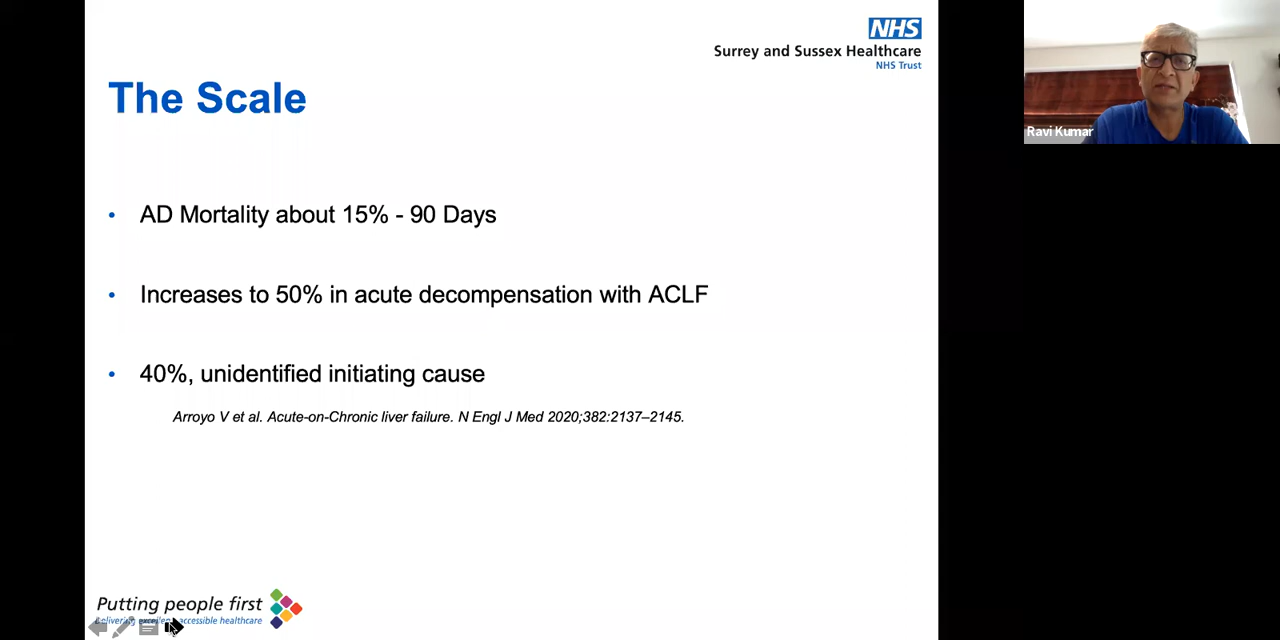 NHS
Surrey and Sussex Healthcare
NHS Trust
The Scale
• AD Mortality about 15% - 90 Days
• Increases to 50% in acute decompensation with ACLF
• 40%, unidentified initiating cause
Arroyo V et al. Acute-on-Chronic liver failure. N Engl J Med 2020;382:2137–2145.
Putting people first
Delivering excellent, accessible healthcare
Ravi Kumar